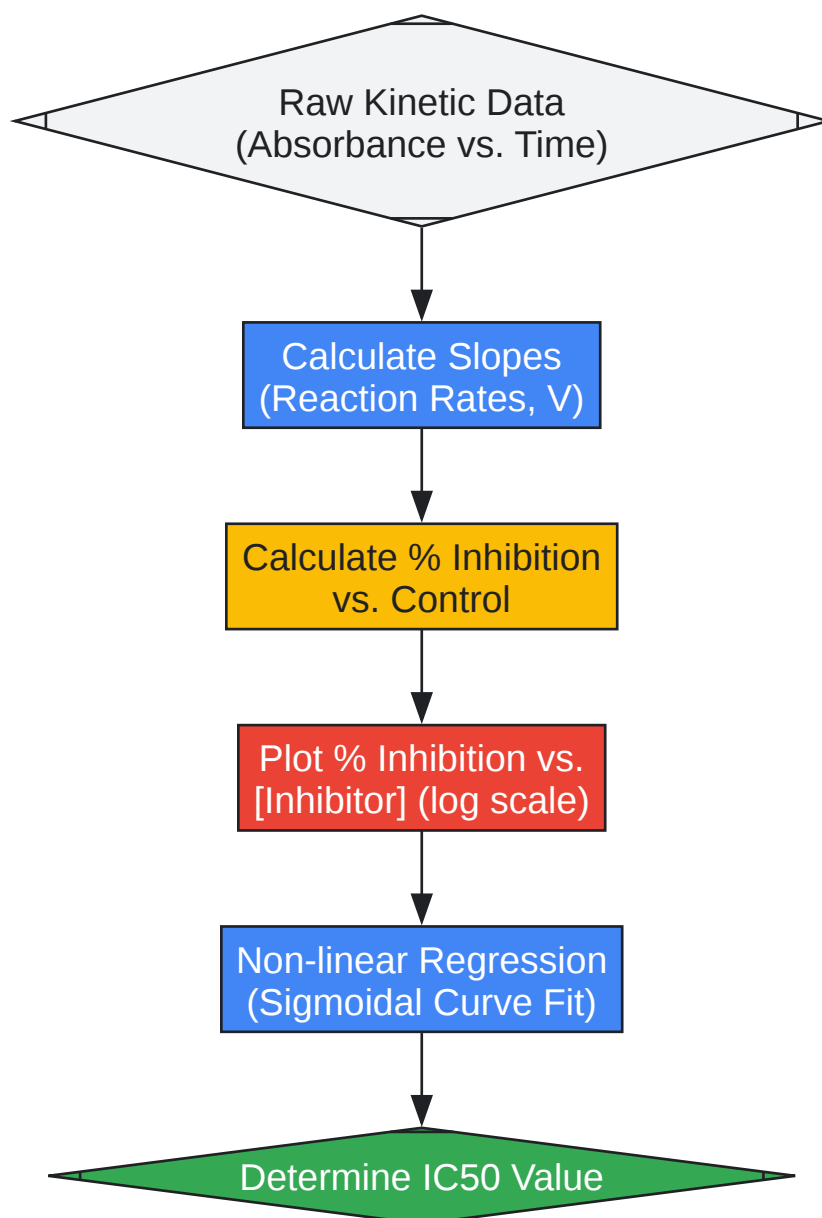 Raw Kinetic Data
(Absorbance vs. Time)
Calculate Slopes
(Reaction Rates, V)
Calculate % Inhibition
vs. Control
Plot % Inhibition vs.
[Inhibitor] (log scale)
Non-linear Regression
(Sigmoidal Curve Fit)
Determine IC50 Value